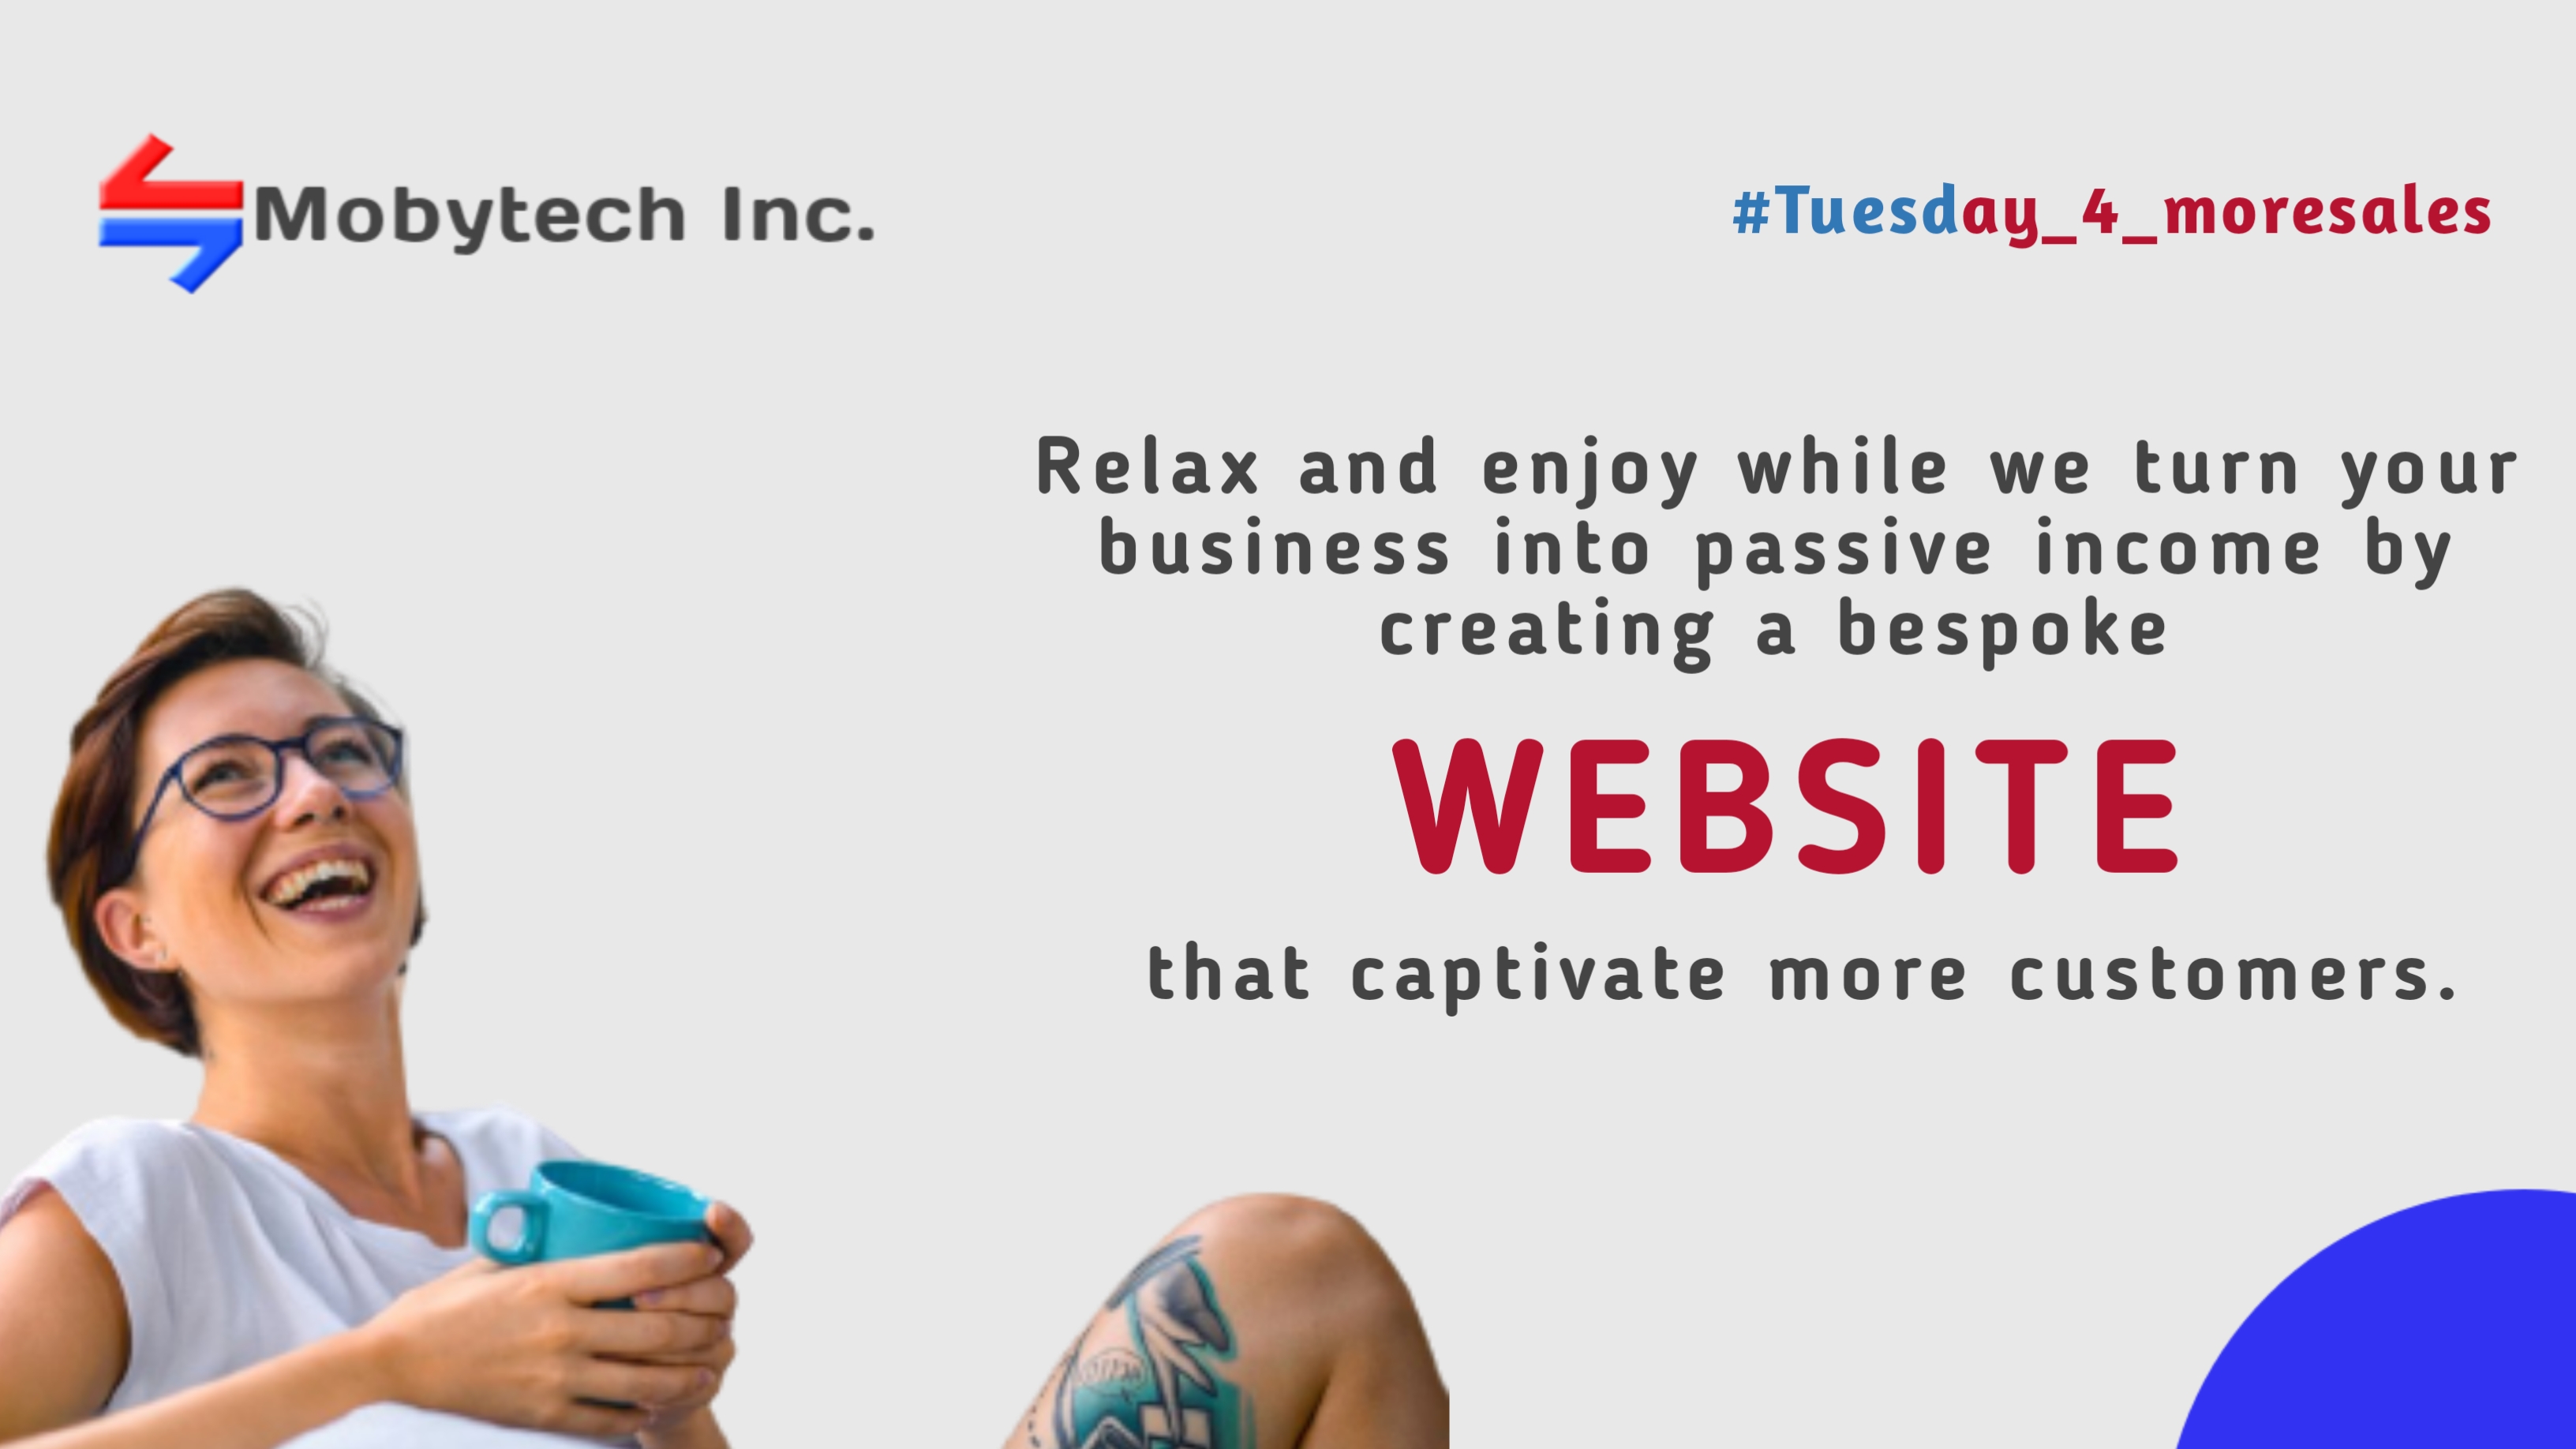 Mobytech Inc.
#Tuesday_4_moresales
Relax and enjoy while we turn your
business into passive income by
creating a bespoke
WEBSITE
that captivate more customers.